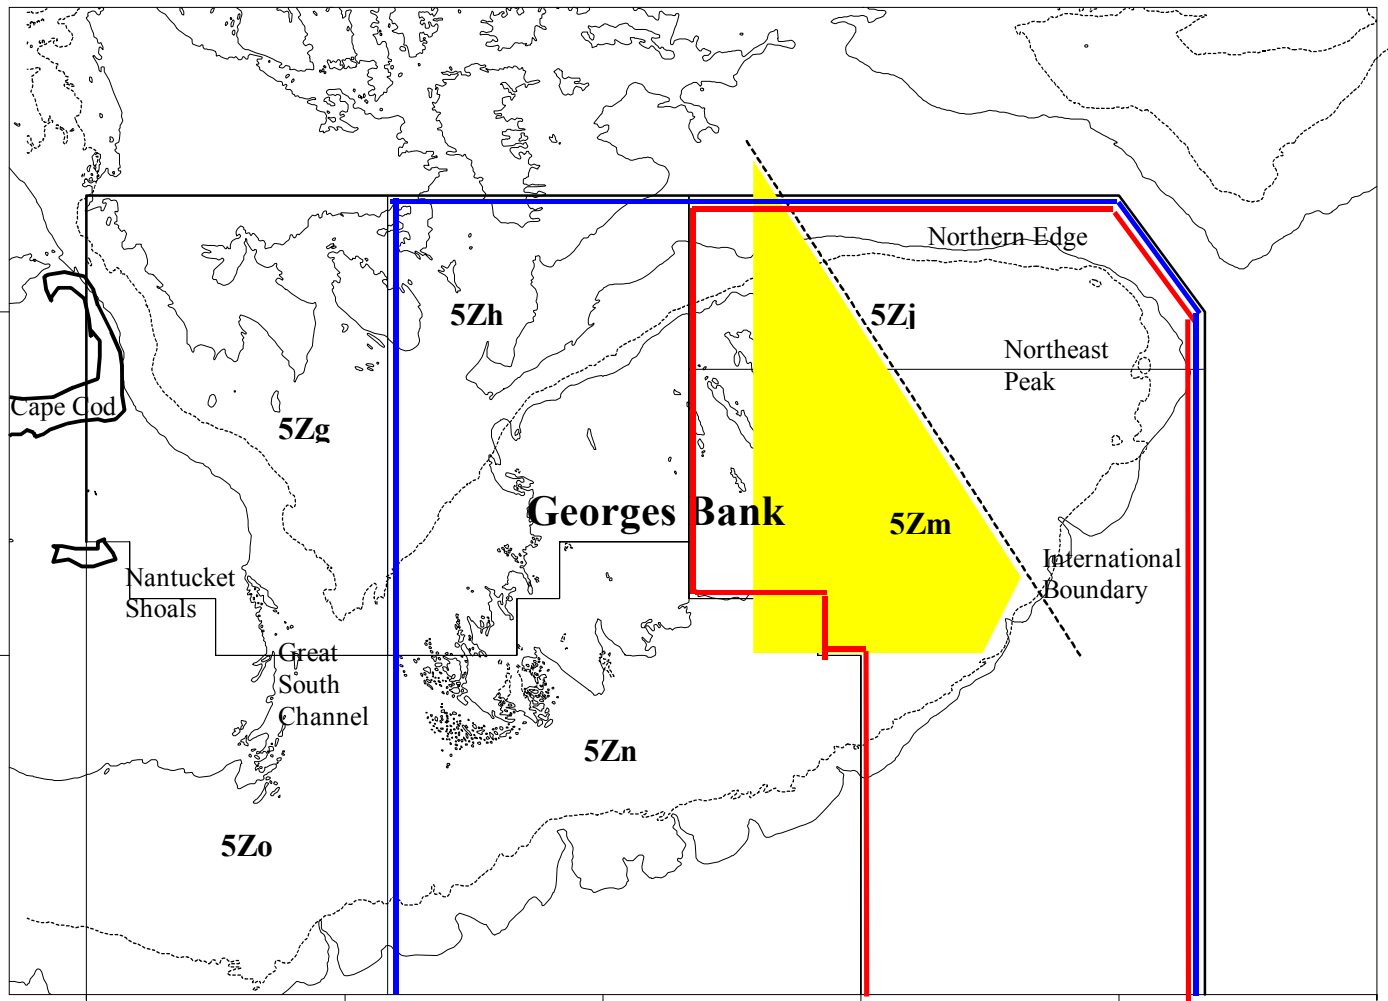 Northern Edge
5Zh
5Zj
Northeast
Peak
Cape Cod
5Zg
Georges Bank
5Zm
International
Boundary
Nantucket
Shoals
Great
South
Channel
5Zn
5Zo